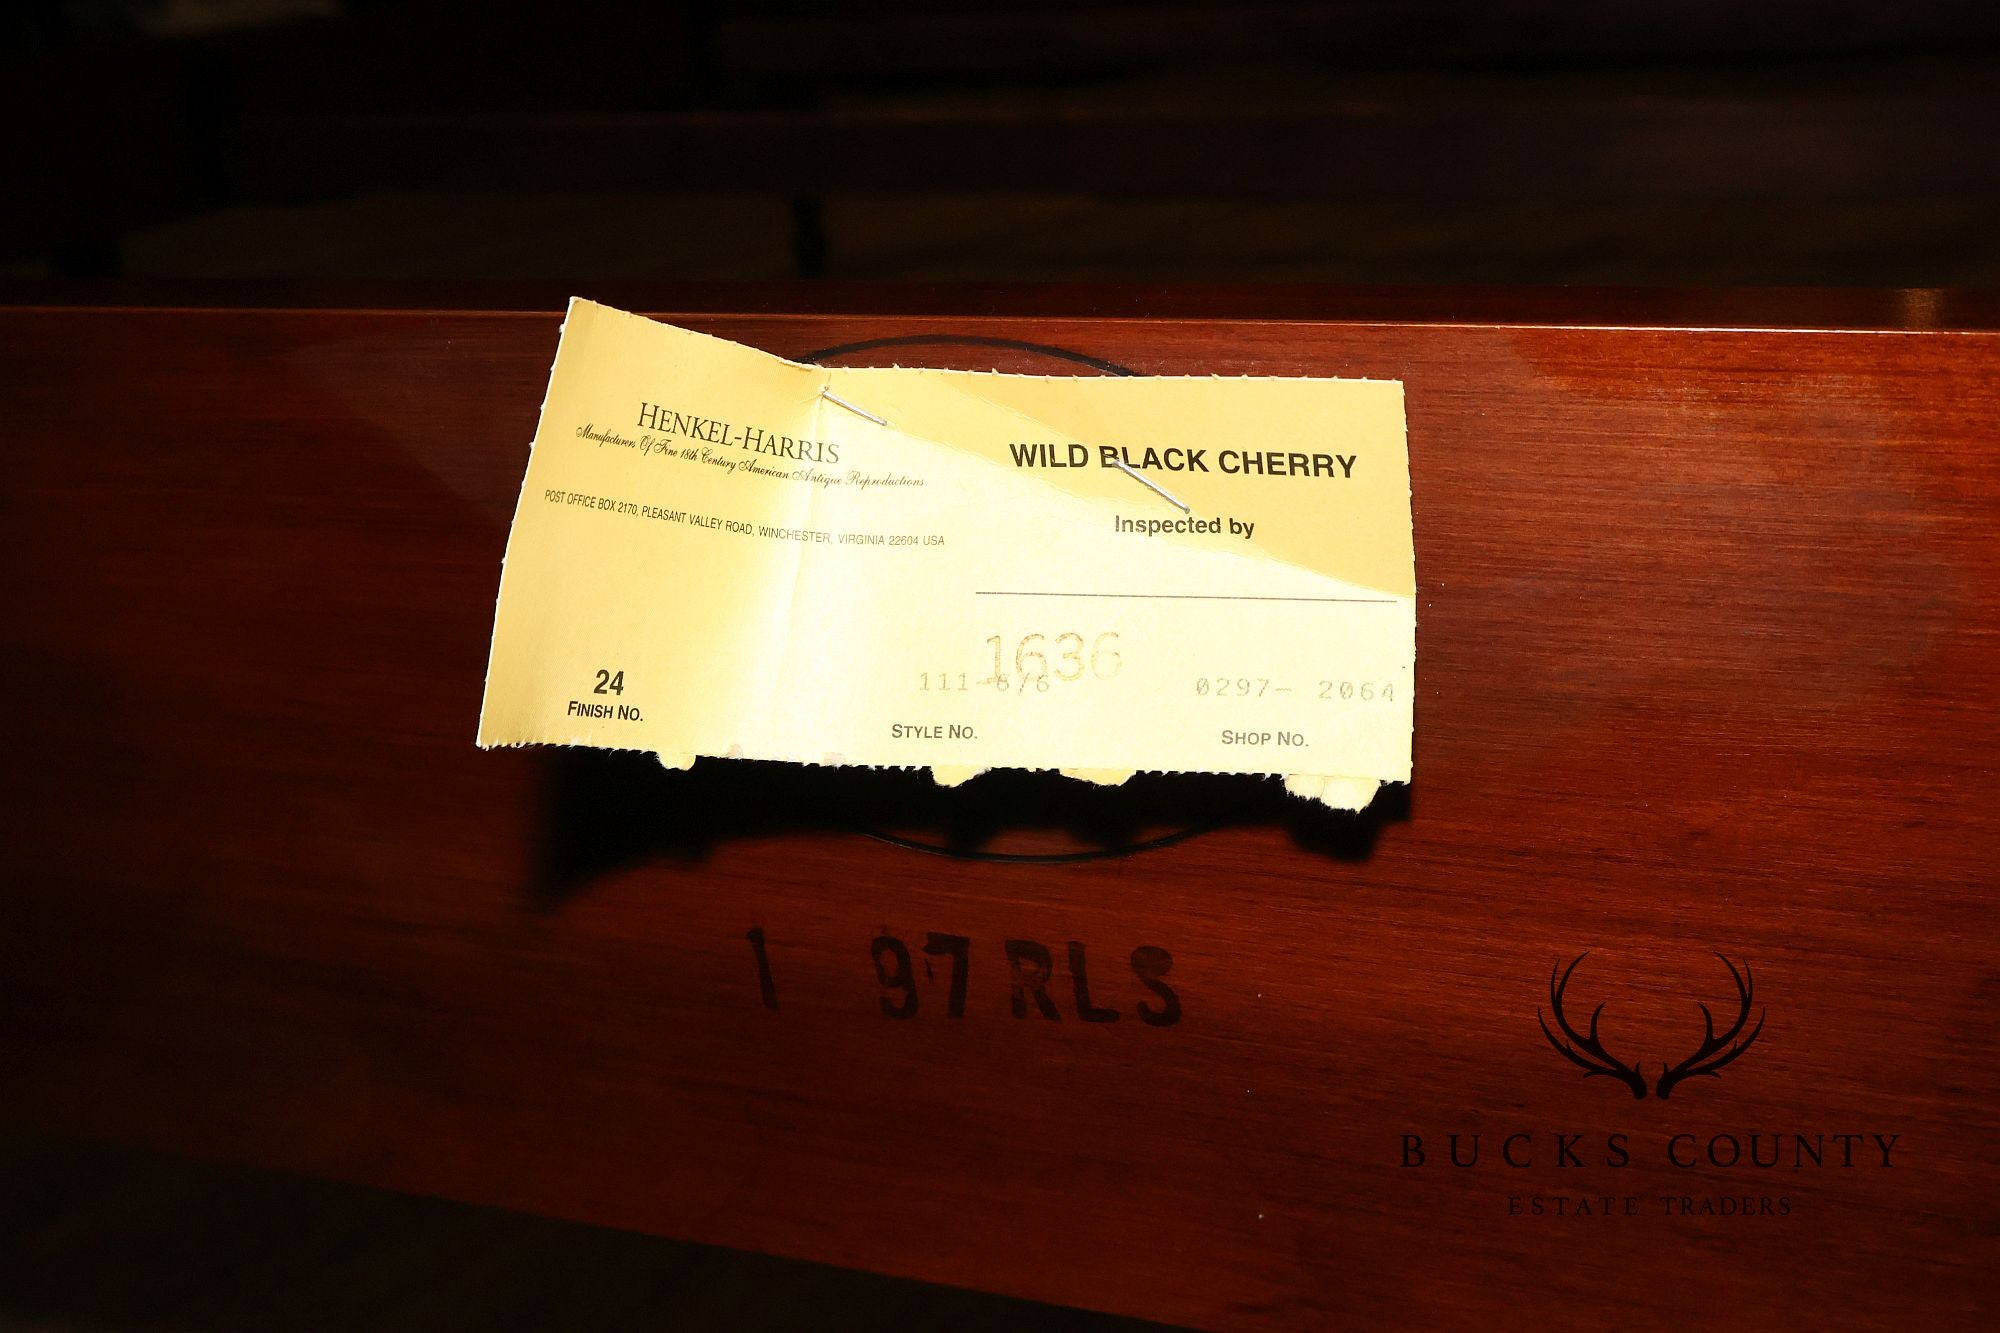 HENKEL-HARRIS
Manufacturers Of Fine 18th Century American Antique Reproductions
POST OFFICE BOX 2170, PLEASANT VALLEY ROAD, WINCHESTER, VIRGINIA 22604 USA
24
FINISH NO.
WILD BLACK CHERRY
Inspected by
1636
111-6/6
STYLE NO.
0297- 2064
SHOP NO.
1 97 RLS
BUCKS COUNTY
ESTATE TRADERS